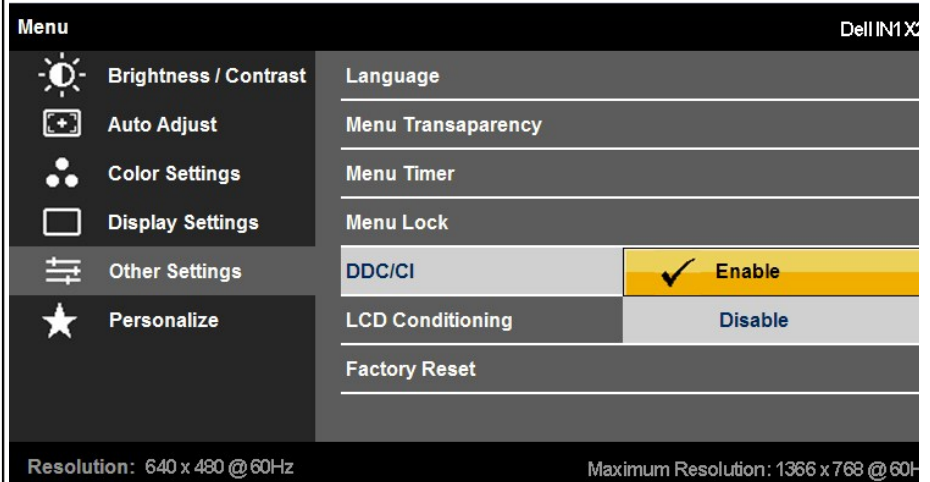 Menu
Dell IN1X2
Brightness / Contrast
Language
Auto Adjust
Menu Transaparency
Color Settings
Menu Timer
Display Settings
Menu Lock
Other Settings
DDC/CI
Enable
Personalize
LCD Conditioning
Disable
Factory Reset
Resolution: 640 x 480 @ 60Hz
Maximum Resolution: 1366 x 768 @ 60H